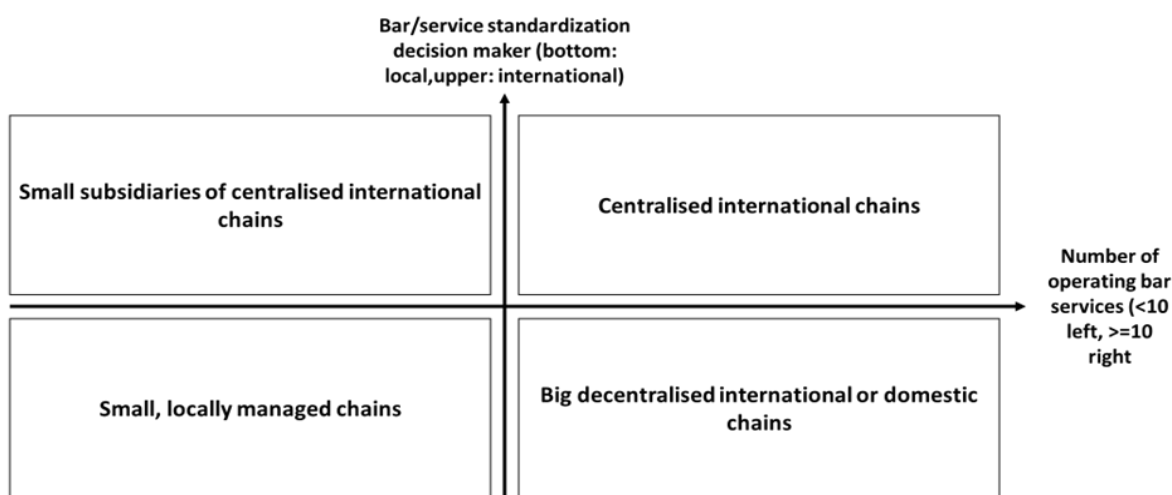 Bar/service standardization
decision maker (bottom:
local,upper: international)
Small subsidiaries of centralised international
chains
Centralised international chains
Number of
operating bar
services (<10
left, >=10
right
Small, locally managed chains
Big decentralised international or domestic
chains